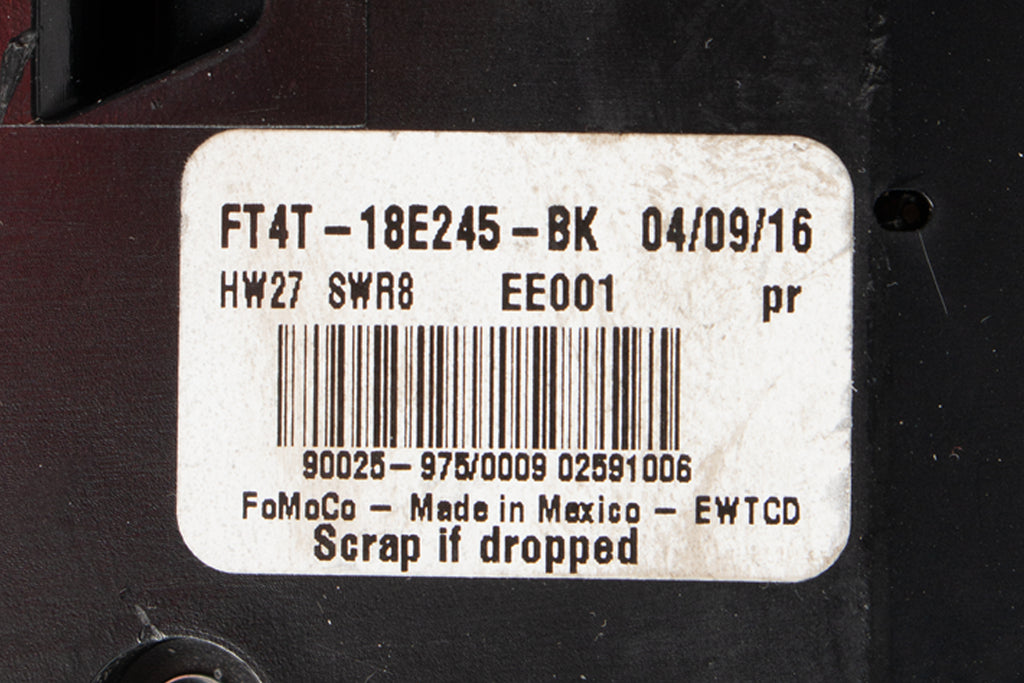 FT4T-18E245-BK 04/09/16
HW27 SWR8 EE001 pr
90025-975/0009 02591006
FoMoCo - Made in Mexico - EWTCD
Scrap if dropped